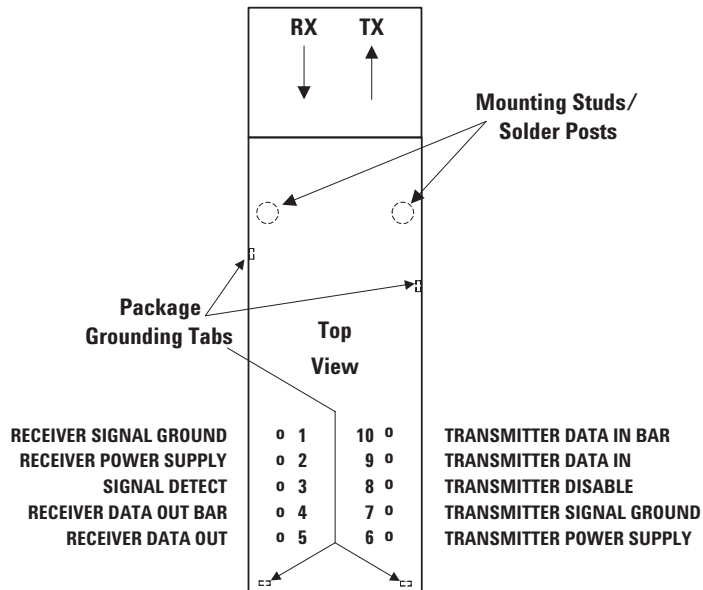 RX TX
Mounting Studs/
Solder Posts
Package
Grounding Tabs
Top
View
RECEIVER SIGNAL GROUND o 1 10 o TRANSMITTER DATA IN BAR
RECEIVER POWER SUPPLY o 2 9 o TRANSMITTER DATA IN
SIGNAL DETECT o 3 8 o TRANSMITTER DISABLE
RECEIVER DATA OUT BAR o 4 7 o TRANSMITTER SIGNAL GROUND
RECEIVER DATA OUT o 5 6 o TRANSMITTER POWER SUPPLY